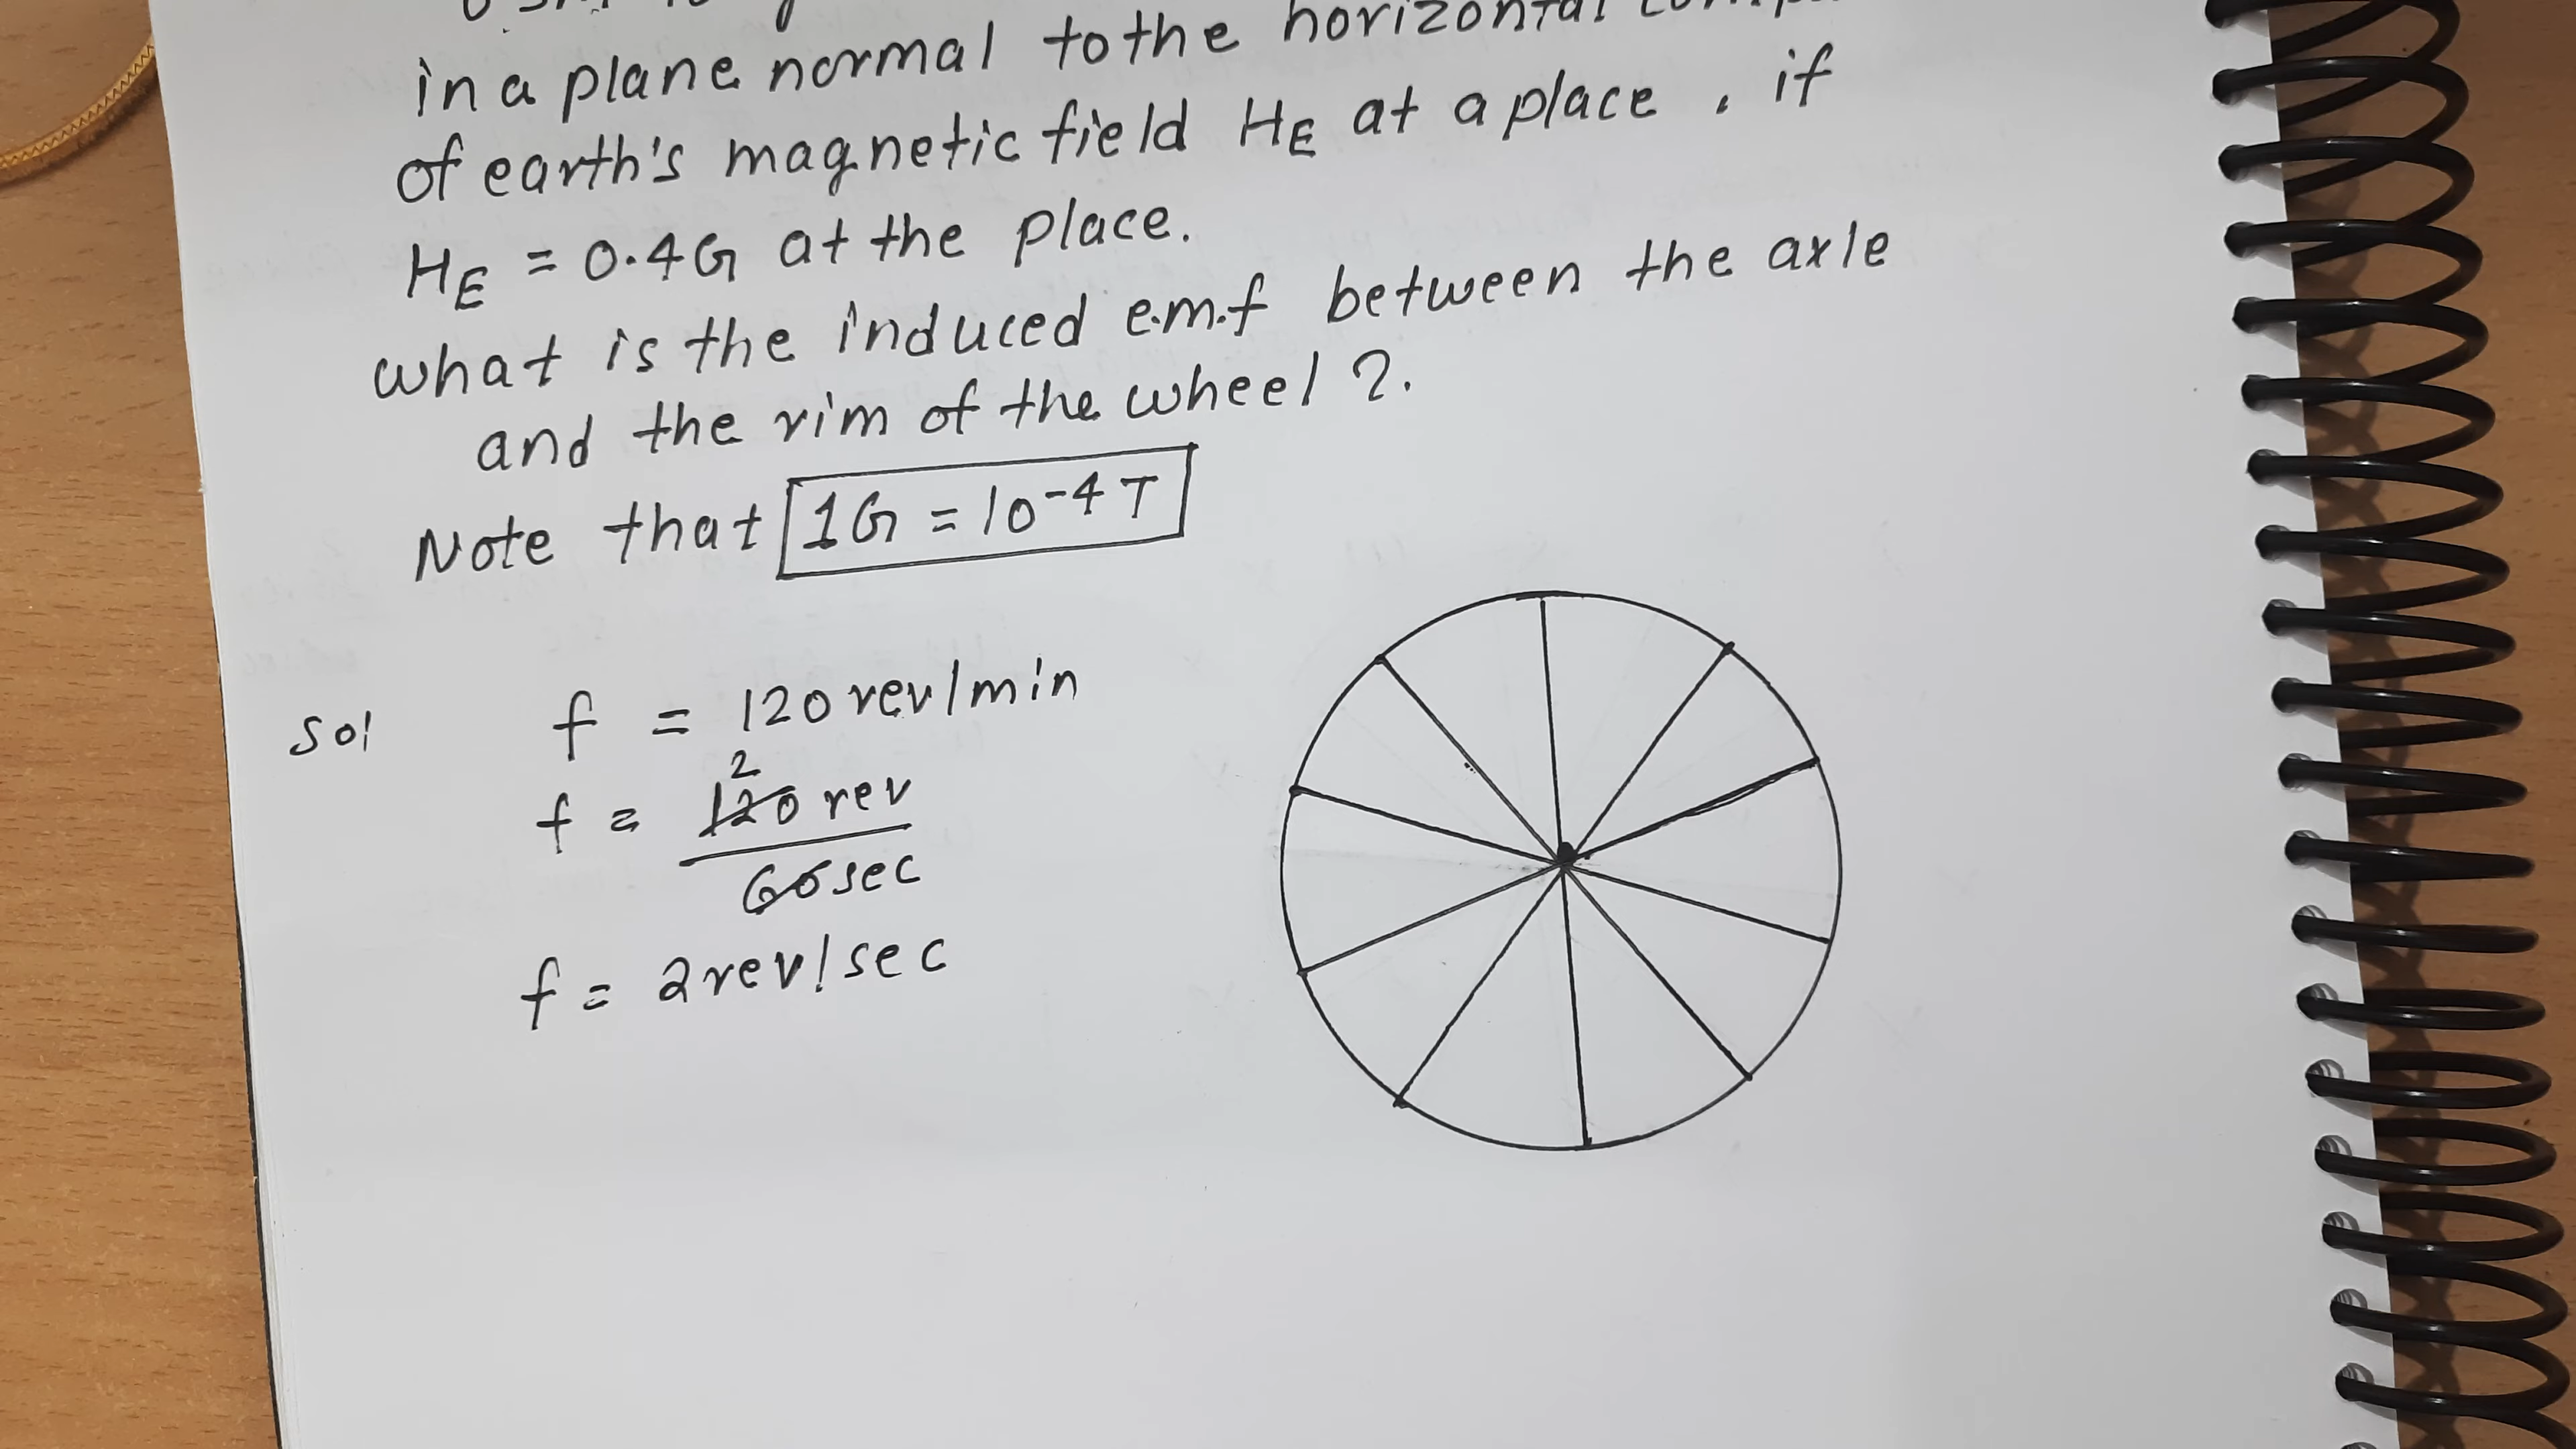 in a plane normal to the horizontal
of earth's magnetic field HE at a place, if
HE = 0.4G at the place.
what is the induced e.m.f between the axle
and the rim of the wheel ?.
Note that 1G = 10^-4 T
Sol f = 120 rev/min
f = 120 rev / 60 sec 2
f = 2 rev/sec